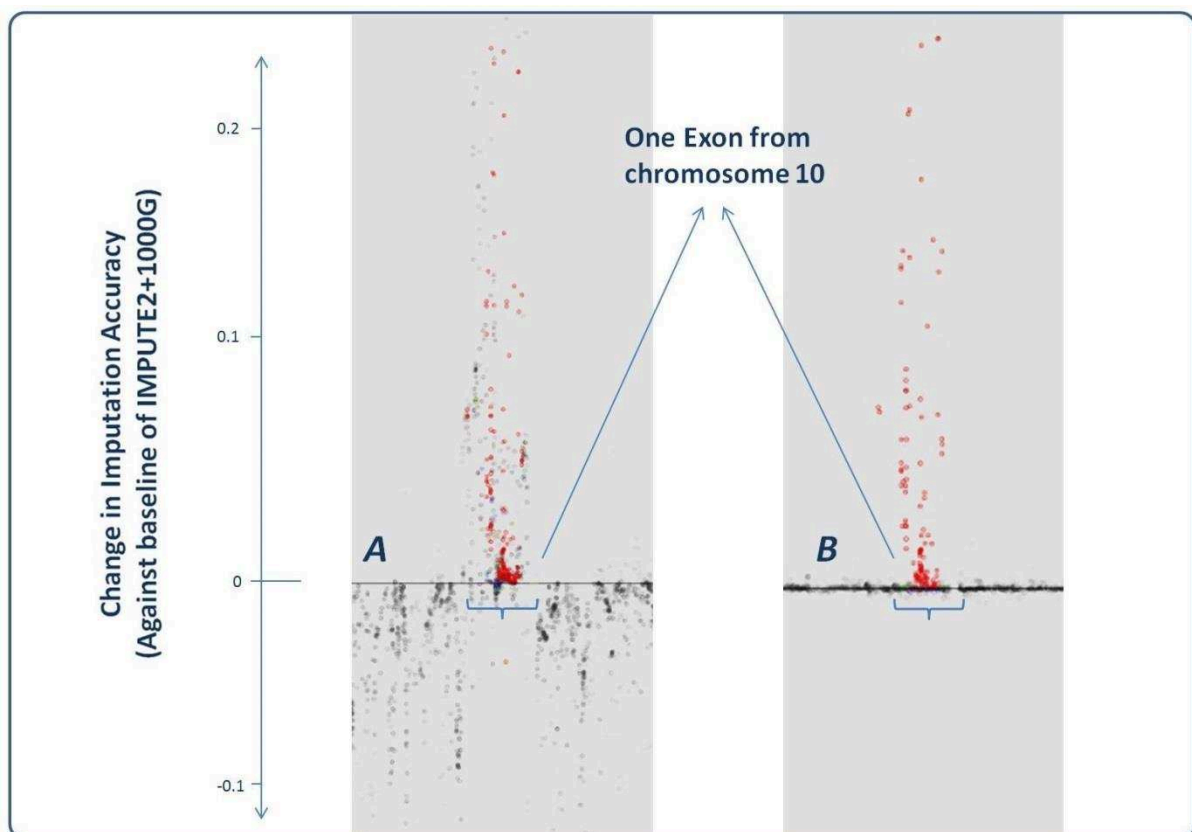 Change in Imputation Accuracy
(Against baseline of IMPUTE2+1000G)
0.2
0.1
0
-0.1
A
One Exon from
chromosome 10
B